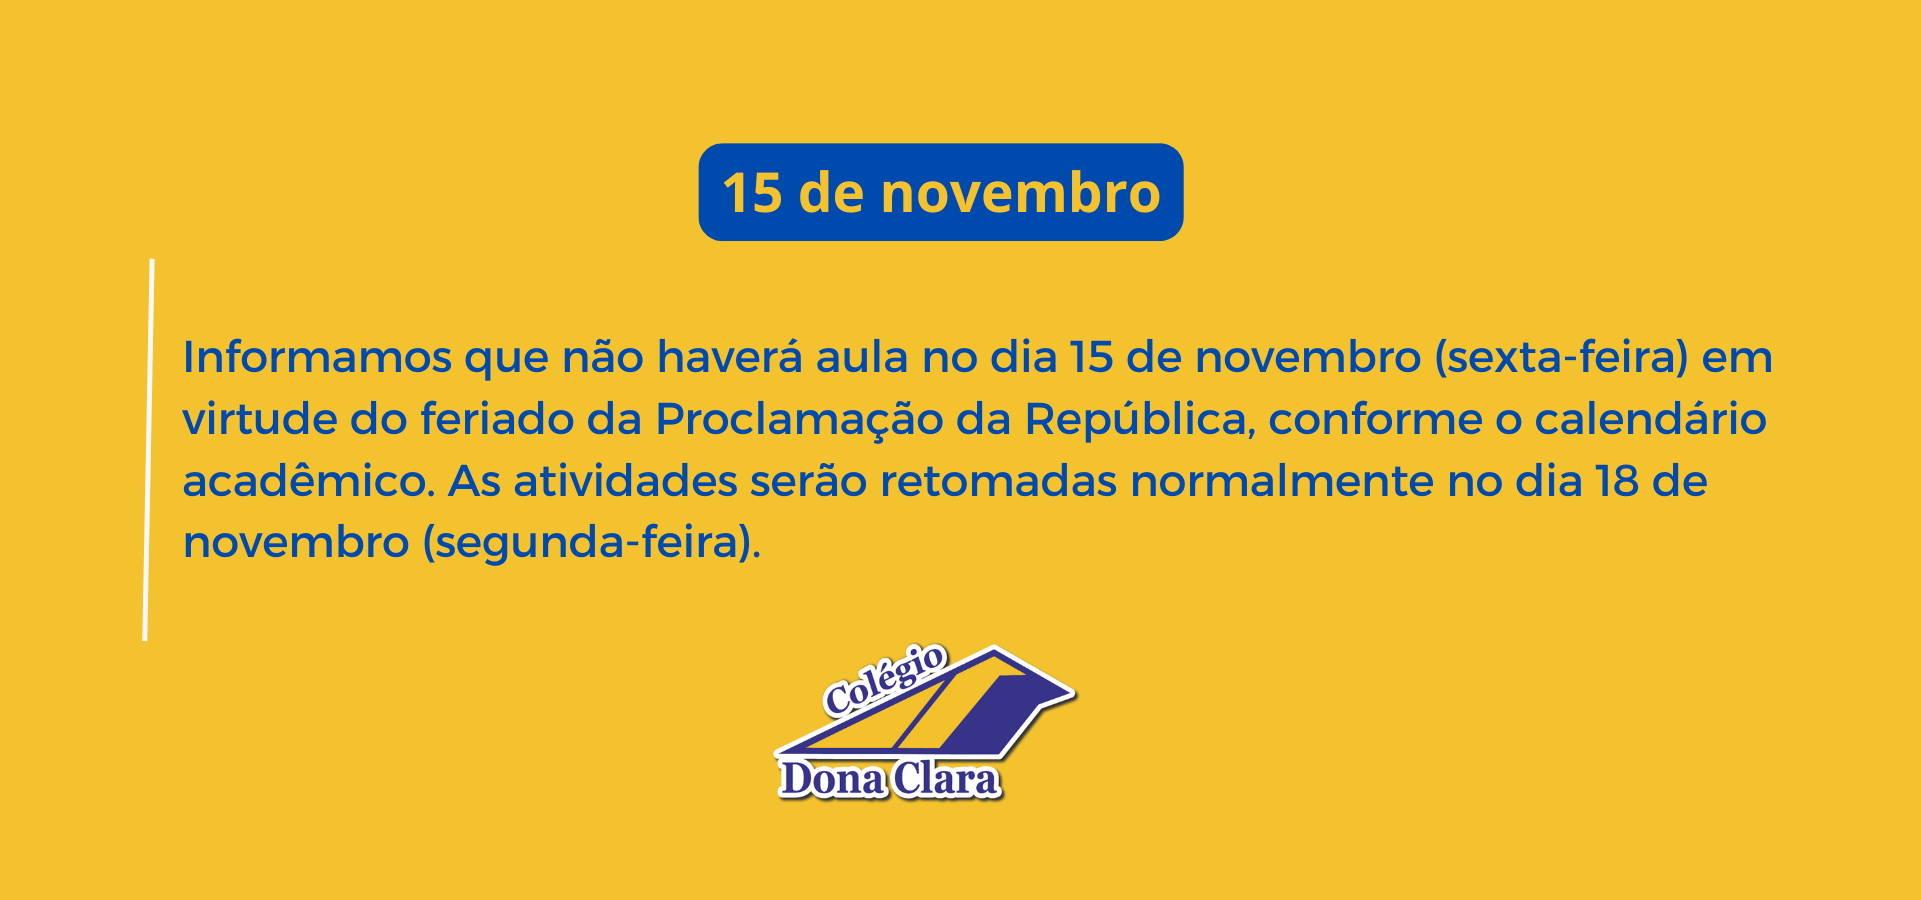 15 de novembro
Informamos que não haverá aula no dia 15 de novembro (sexta-feira) em
virtude do feriado da Proclamação da República, conforme o calendário
acadêmico. As atividades serão retomadas normalmente no dia 18 de
novembro (segunda-feira).
Colégio
Dona Clara